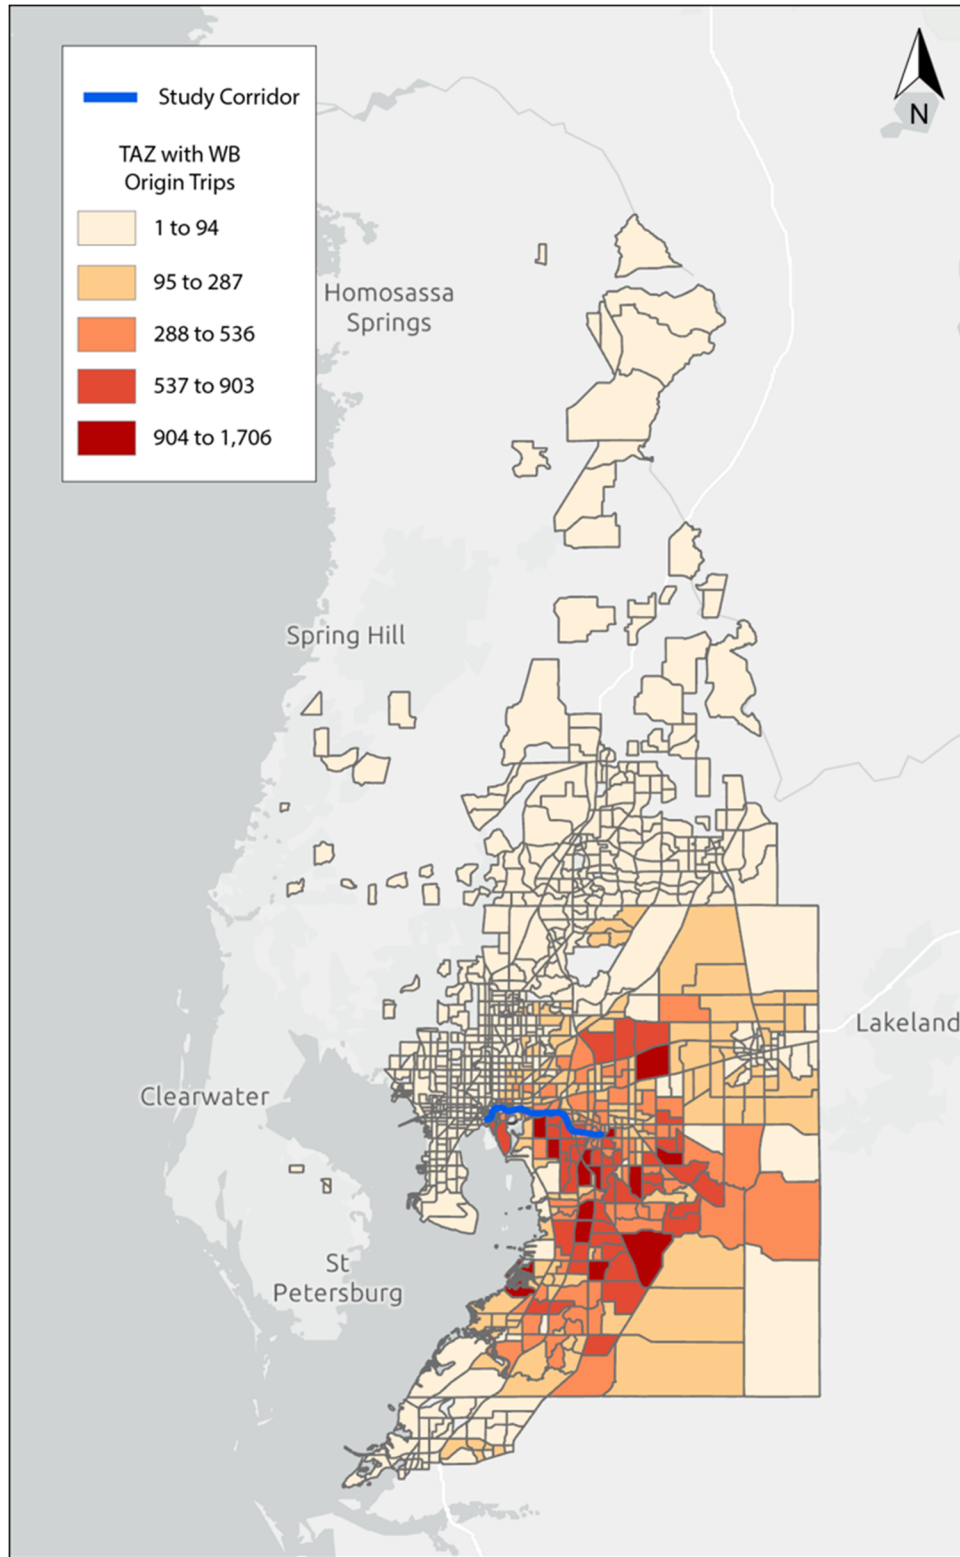 N
Study Corridor
TAZ with WB
Origin Trips
1 to 94
95 to 287
288 to 536
537 to 903
904 to 1,706
Homosassa
Springs
Spring Hill
Lakeland
Clearwater
St
Petersburg